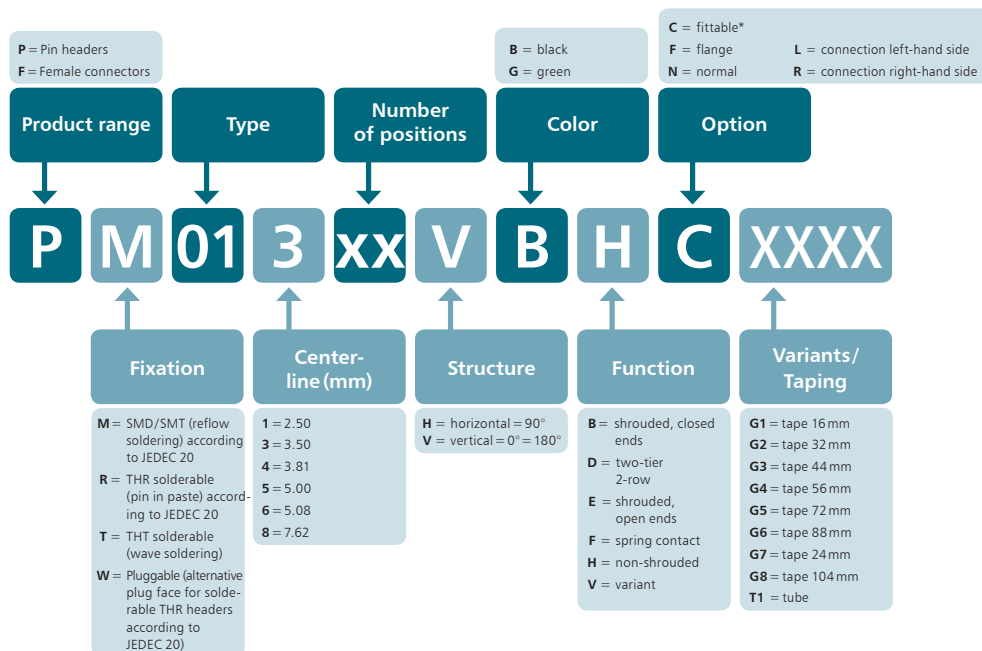 P = Pin headers
F = Female connectors
B = black
G = green
C = fittable*
F = flange
N = normal
L = connection left-hand side
R = connection right-hand side
Product range
Type
Number
of positions
Color
Option
P M 01 3 xx V B H C XXXX
Fixation
Center-
line (mm)
Structure
Function
Variants/
Taping
M = SMD/SMT (reflow
soldering) according
to JEDEC 20
R = THR solderable
(pin in paste) accord-
ing to JEDEC 20
T = THT solderable
(wave soldering)
W = Pluggable (alternative
plug face for solde-
rable THR headers
according to
JEDEC 20)
1 = 2.50
3 = 3.50
4 = 3.81
5 = 5.00
6 = 5.08
8 = 7.62
H = horizontal = 90°
V = vertical = 0° = 180°
B = shrouded, closed
ends
D = two-tier
2-row
E = shrouded,
open ends
F = spring contact
H = non-shrouded
V = variant
G1 = tape 16 mm
G2 = tape 32 mm
G3 = tape 44 mm
G4 = tape 56 mm
G5 = tape 72 mm
G6 = tape 88 mm
G7 = tape 24 mm
G8 = tape 104 mm
T1 = tube